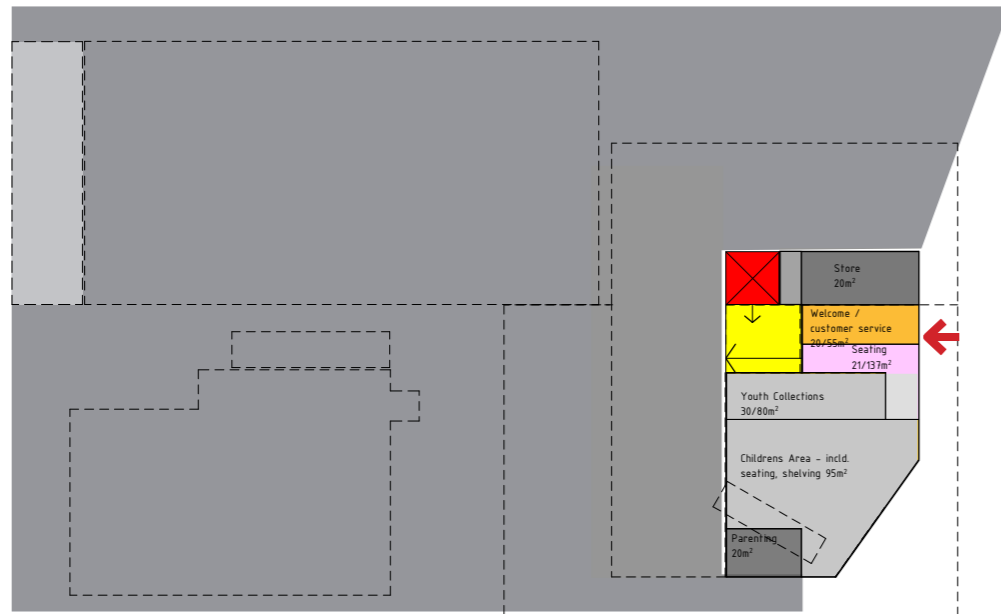 Store
20m²
Welcome /
customer service
20/55m²
Seating
21/137m²
Youth Collections
30/80m²
Childrens Area - incld.
seating, shelving 95m²
Parenting
20m²